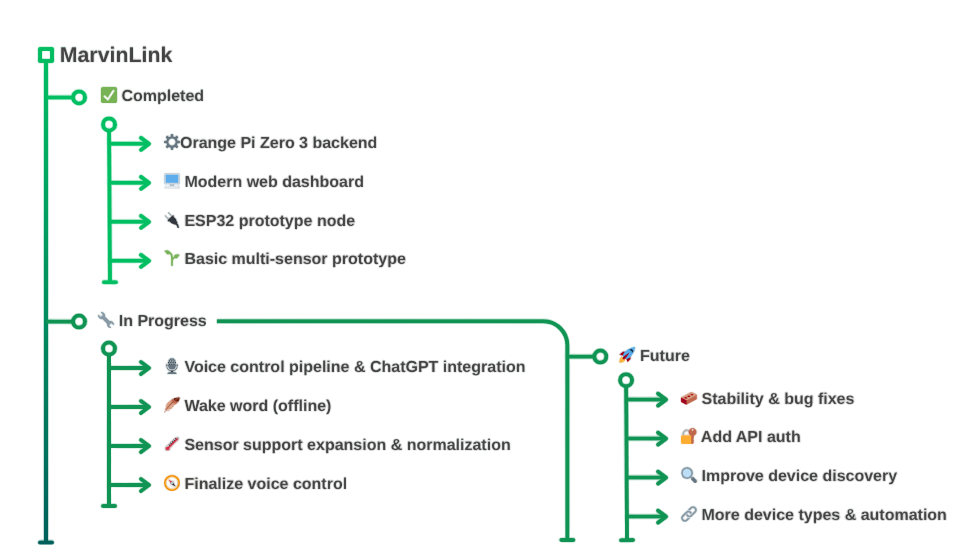 MarvinLink
Completed
Orange Pi Zero 3 backend
Modern web dashboard
ESP32 prototype node
Basic multi-sensor prototype
In Progress
Voice control pipeline & ChatGPT integration
Wake word (offline)
Sensor support expansion & normalization
Finalize voice control
Future
Stability & bug fixes
Add API auth
Improve device discovery
More device types & automation